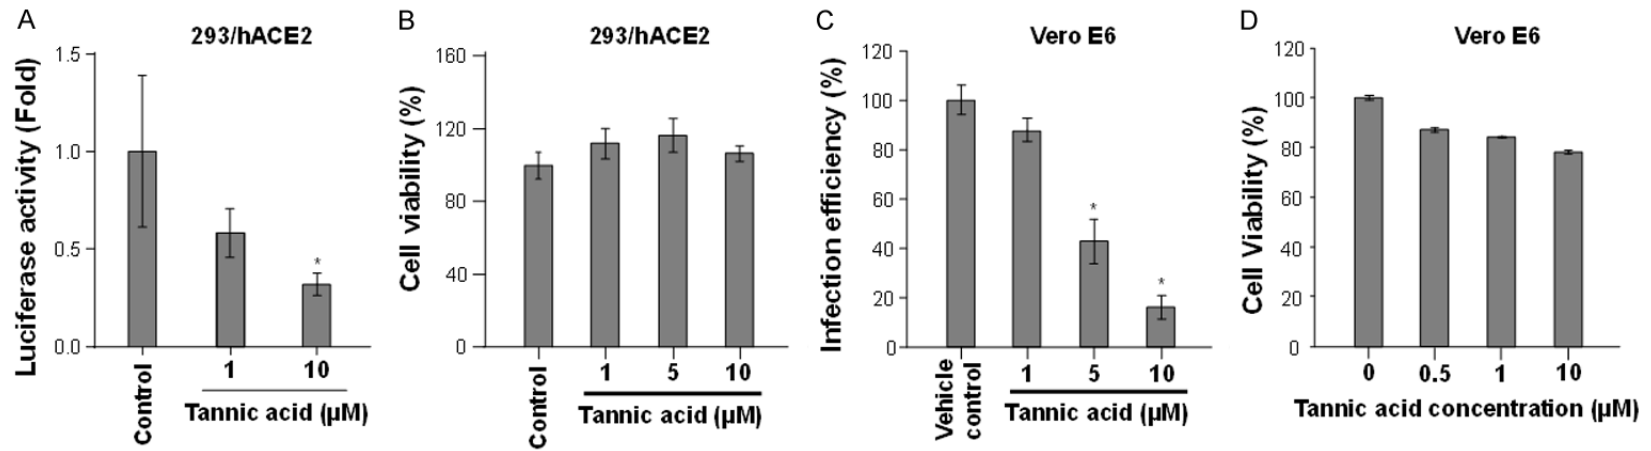 A
293/hACE2
Luciferase activity (Fold)
1.5
1.0
0.5
0.0
*
Control
1 10
Tannic acid (µM)
B
293/hACE2
Cell viability (%)
160
120
80
40
0
Control
1 5 10
Tannic acid (µM)
C
Vero E6
Infection efficiency (%)
120
100
80
60
40
20
0
*
*
Vehicle
control
1 5 10
Tannic acid (µM)
D
Vero E6
Cell Viability (%)
120
100
80
60
40
20
0
0 0.5 1 10
Tannic acid concentration (µM)